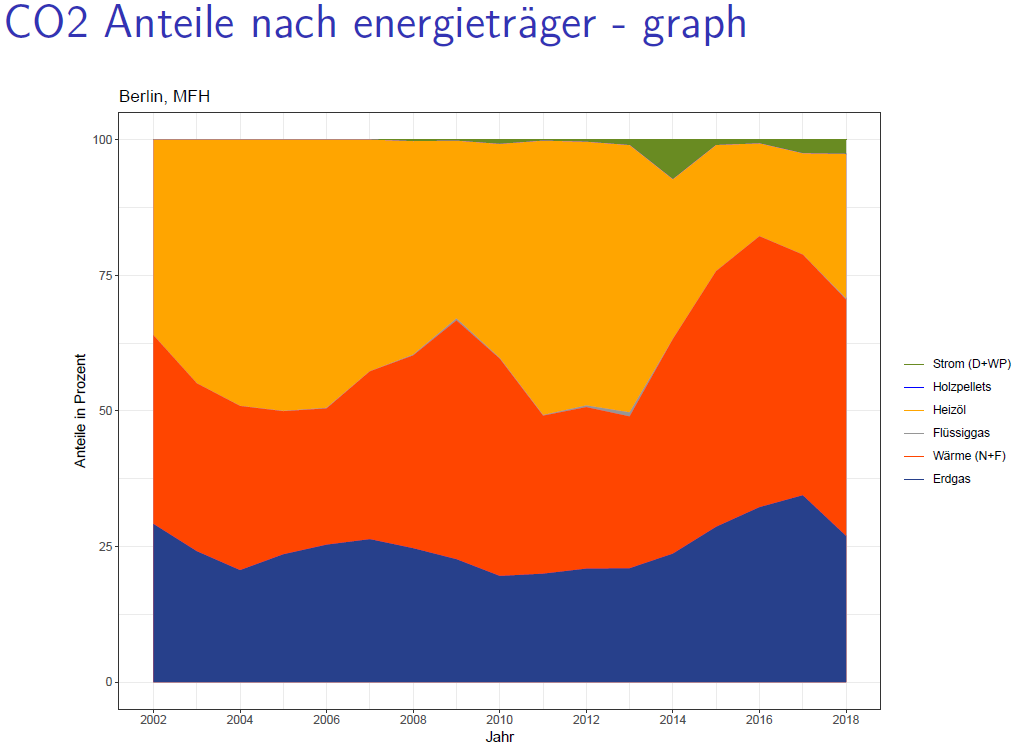 CO2 Anteile nach energieträger - graph
Berlin, MFH
100
75
50
25
0
Anteile in Prozent
2002 2004 2006 2008 2010 2012 2014 2016 2018
Jahr
Strom (D+WP)
Holzpellets
Heizöl
Flüssiggas
Wärme (N+F)
Erdgas